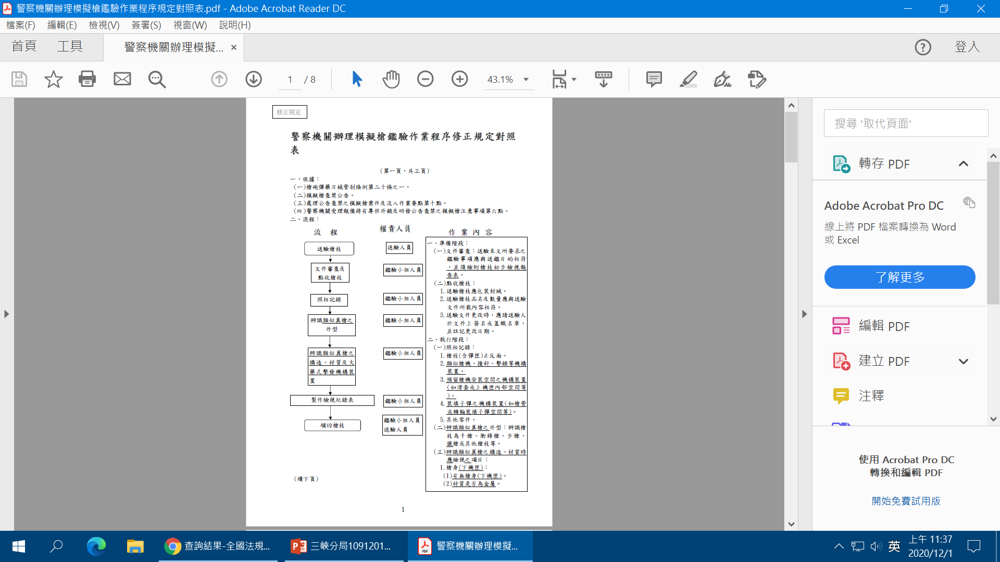 警察機關辦理模擬槍鑑驗作業程序規定對照表.pdf - Adobe Acrobat Reader DC
檔案(F) 編輯(E) 檢視(V) 簽署(S) 視窗(W) 說明(H)
首頁 工具 警察機關辦理模擬... × 登入
1 / 8 43.1%
修正規定
警察機關辦理模擬槍鑑驗作業程序修正規定對照
表
(第一頁，共三頁)
一、依據：
(一)槍砲彈藥刀械管制條例第二十條之一。
(二)模擬槍查禁公告。
(三)處理公告查禁之模擬槍案件及沒入作業要點第十點。
(四)警察機關受理報備持有專供外銷及研發公告查禁之模擬槍注意事項第六點。
二、流程：
流 程
權責人員
作 業 內 容
送驗槍枝
文件審查及
點收槍枝
照相記錄
辨識類似真槍之
外型
辨識類似真槍之
構造、材質及火
藥式擊發機構裝
置
製作檢視紀錄表
領回槍枝
送驗人員
鑑驗小組人員
鑑驗小組人員
鑑驗小組人員
鑑驗小組人員
鑑驗小組人員
鑑驗小組人員
送驗人員
一、準備階段：
(一)文件審查：送驗來文所要求之
鑑驗事項應與送鑑目的相符
，並須檢附槍枝初步檢視報
告表。
(二)點收槍枝：
1.送驗槍枝應包裝封緘。
2.送驗槍枝品名及數量應與送驗
文件所載內容相符。
3.送驗文件更改時，應請送驗人
於文件上簽名或蓋職名章，
並註記更改日期。
二、執行階段：
(一)照相記錄：
1.槍枝(含彈匣)正反面。
2.類似槍機、撞針、擊錘等機構
裝置。
3.預留槍機安裝空間之機構裝置
(如滑套或上機匣內部空間等
)。
4.裝填子彈之機構裝置(如槍管
或轉輪裝填子彈空間等)。
5.其他零件。
(二)辨識類似真槍之外型：辨識槍
枝為手槍、衝鋒槍、步槍、
獵槍或其他槍枝等。
(三)辨識類似真槍之構造、材質時
應檢視之項目：
1.槍身(下機匣)：
(1)有無槍身(下機匣)。
(2)材質是否為金屬。
(續下頁)
1
搜尋 '取代頁面'
轉存 PDF
Adobe Acrobat Pro DC
線上將 PDF 檔案轉換為 Word
或 Excel
了解更多
編輯 PDF
建立 PDF
注釋
使用 Acrobat Pro DC
轉換和編輯 PDF
開始免費試用版
查詢結果-全國法規... 三峽分局1091201... 警察機關辦理模擬... 英 上午 11:37
2020/12/1